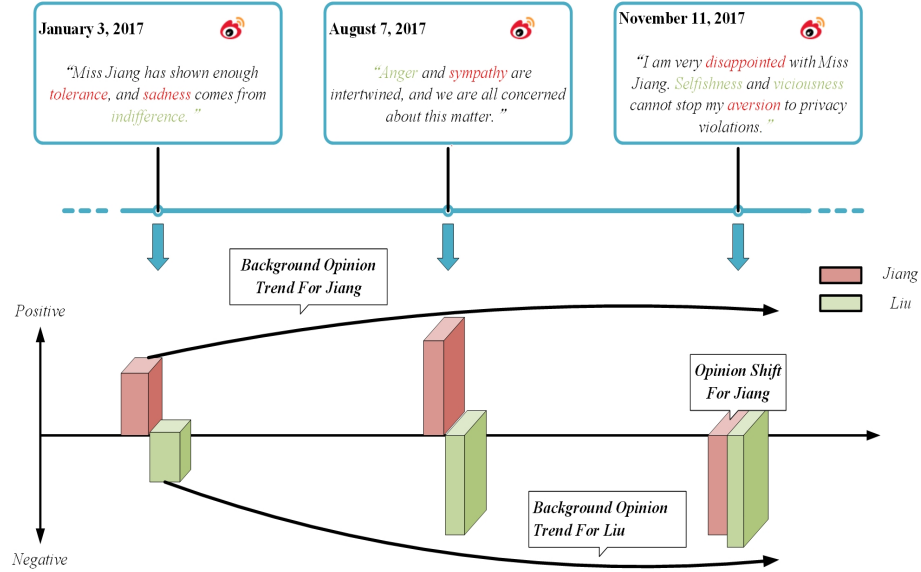 January 3, 2017
“Miss Jiang has shown enough
tolerance, and sadness comes from
indifference. ”
August 7, 2017
“Anger and sympathy are
intertwined, and we are all concerned
about this matter. ”
November 11, 2017
“I am very disappointed with Miss
Jiang. Selfishness and viciousness
cannot stop my aversion to privacy
violations. ”
Background Opinion
Trend For Jiang
Jiang
Liu
Positive
Opinion Shift
For Jiang
Background Opinion
Trend For Liu
Negative